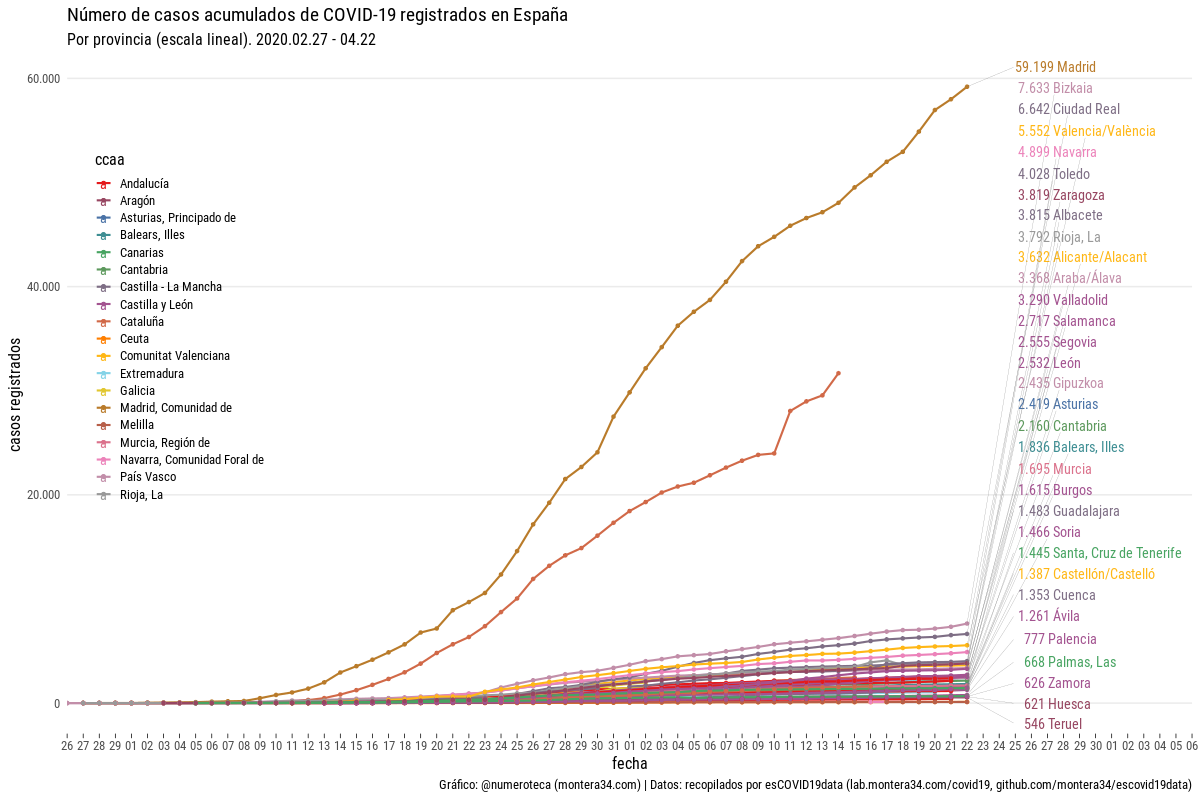 Número de casos acumulados de COVID-19 registrados en España
Por provincia (escala lineal). 2020.02.27 - 04.22
60.000
40.000
20.000
0
casos registrados
ccaa
Andalucía
Aragón
Asturias, Principado de
Balears, Illes
Canarias
Cantabria
Castilla - La Mancha
Castilla y León
Cataluña
Ceuta
Comunitat Valenciana
Extremadura
Galicia
Madrid, Comunidad de
Melilla
Murcia, Región de
Navarra, Comunidad Foral de
País Vasco
Rioja, La
59.199 Madrid
7.633 Bizkaia
6.642 Ciudad Real
5.552 Valencia/València
4.899 Navarra
4.028 Toledo
3.819 Zaragoza
3.815 Albacete
3.792 Rioja, La
3.632 Alicante/Alacant
3.368 Araba/Álava
3.290 Valladolid
2.717 Salamanca
2.555 Segovia
2.532 León
2.435 Gipuzkoa
2.419 Asturias
2.160 Cantabria
1.836 Balears, Illes
1.695 Murcia
1.615 Burgos
1.483 Guadalajara
1.466 Soria
1.445 Santa, Cruz de Tenerife
1.387 Castellón/Castelló
1.353 Cuenca
1.261 Ávila
777 Palencia
668 Palmas, Las
626 Zamora
621 Huesca
546 Teruel
26 27 28 29 01 02 03 04 05 06 07 08 09 10 11 12 13 14 15 16 17 18 19 20 21 22 23 24 25 26 27 28 29 30 31 01 02 03 04 05 06 07 08 09 10 11 12 13 14 15 16 17 18 19 20 21 22 23 24 25 26 27 28 29 30 01 02 03 04 05 06
fecha
Gráfico: @numeroteca (montera34.com) | Datos: recopilados por esCOVID19data (lab.montera34.com/covid19, github.com/montera34/escovid19data)